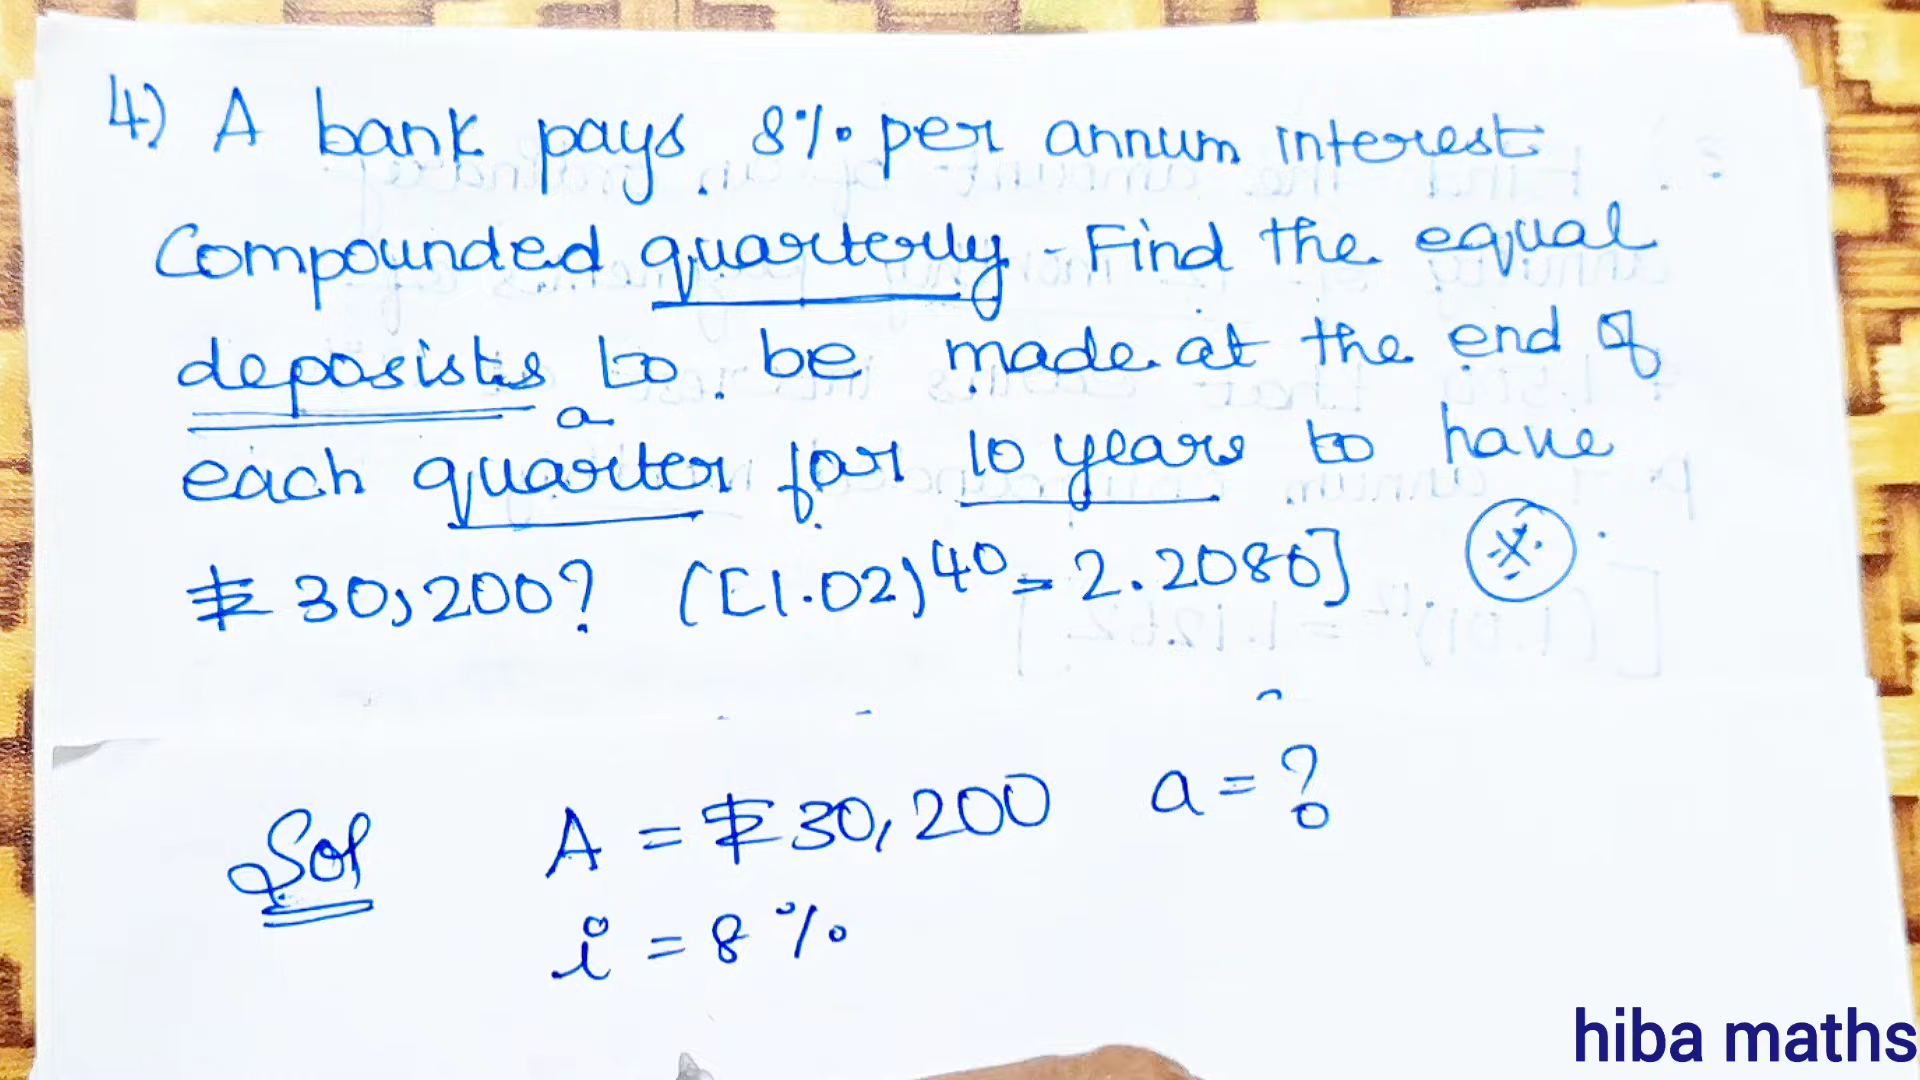 4) A bank pays 8% per annum interest
Compounded quarterly - Find the equal
deposists to be made at the end of
a
each quarter for 10 years to have
₹ 30,200? ([1.02)⁴⁰ = 2.2080]
Sol A = ₹30,200 a = ?
i = 8%
hiba maths